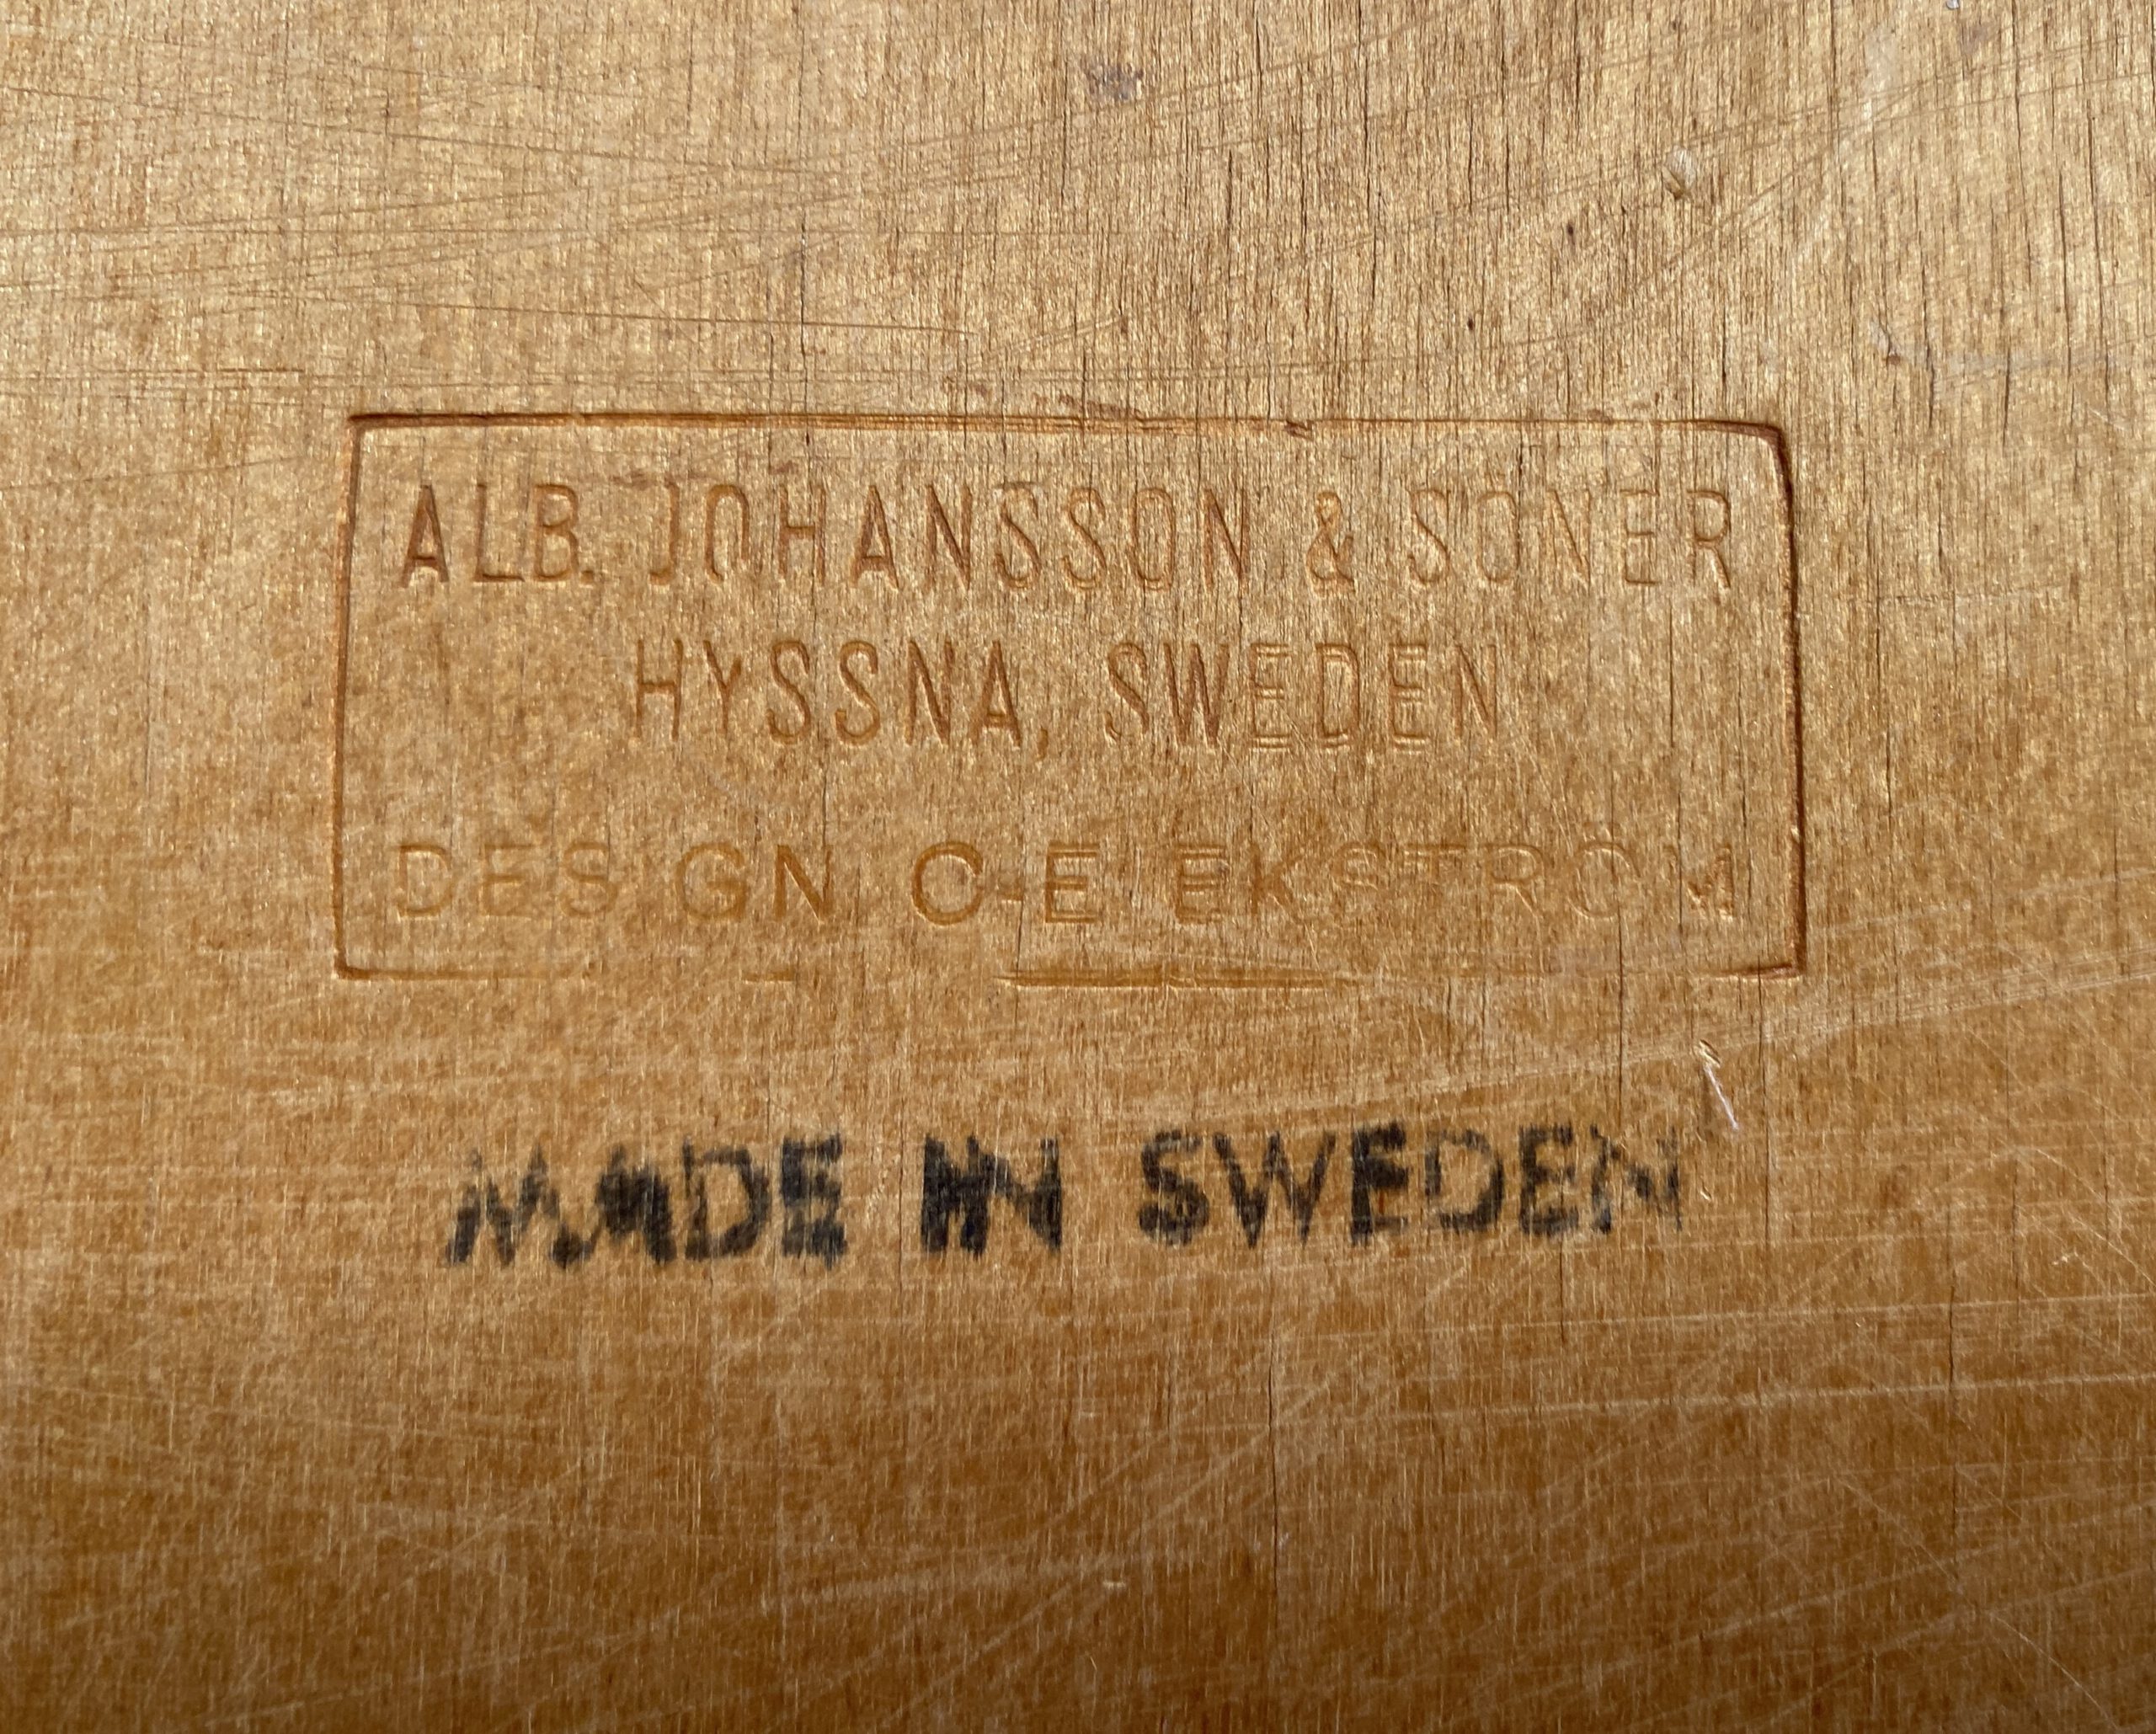 ALB. JOHANSSON & SÖNER
HYSSNA, SWEDEN
DESIGN C-E EKSTRÖM
MADE IN SWEDEN